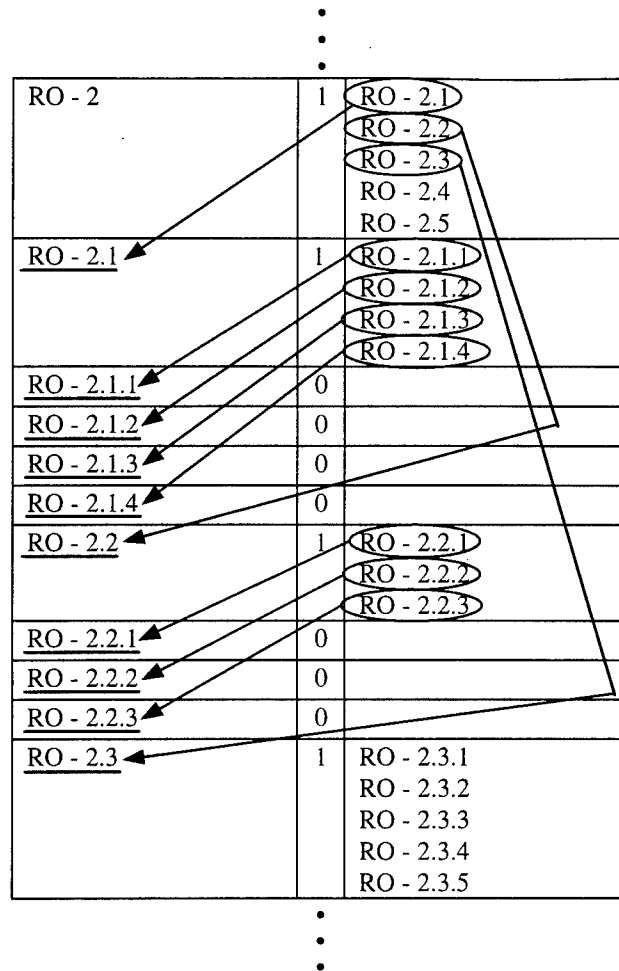 RO - 2 1 RO - 2.1
RO - 2.2
RO - 2.3
RO - 2.4
RO - 2.5
RO - 2.1 1 RO - 2.1.1
RO - 2.1.2
RO - 2.1.3
RO - 2.1.4
RO - 2.1.1 0
RO - 2.1.2 0
RO - 2.1.3 0
RO - 2.1.4 0
RO - 2.2 1 RO - 2.2.1
RO - 2.2.2
RO - 2.2.3
RO - 2.2.1 0
RO - 2.2.2 0
RO - 2.2.3 0
RO - 2.3 1 RO - 2.3.1
RO - 2.3.2
RO - 2.3.3
RO - 2.3.4
RO - 2.3.5